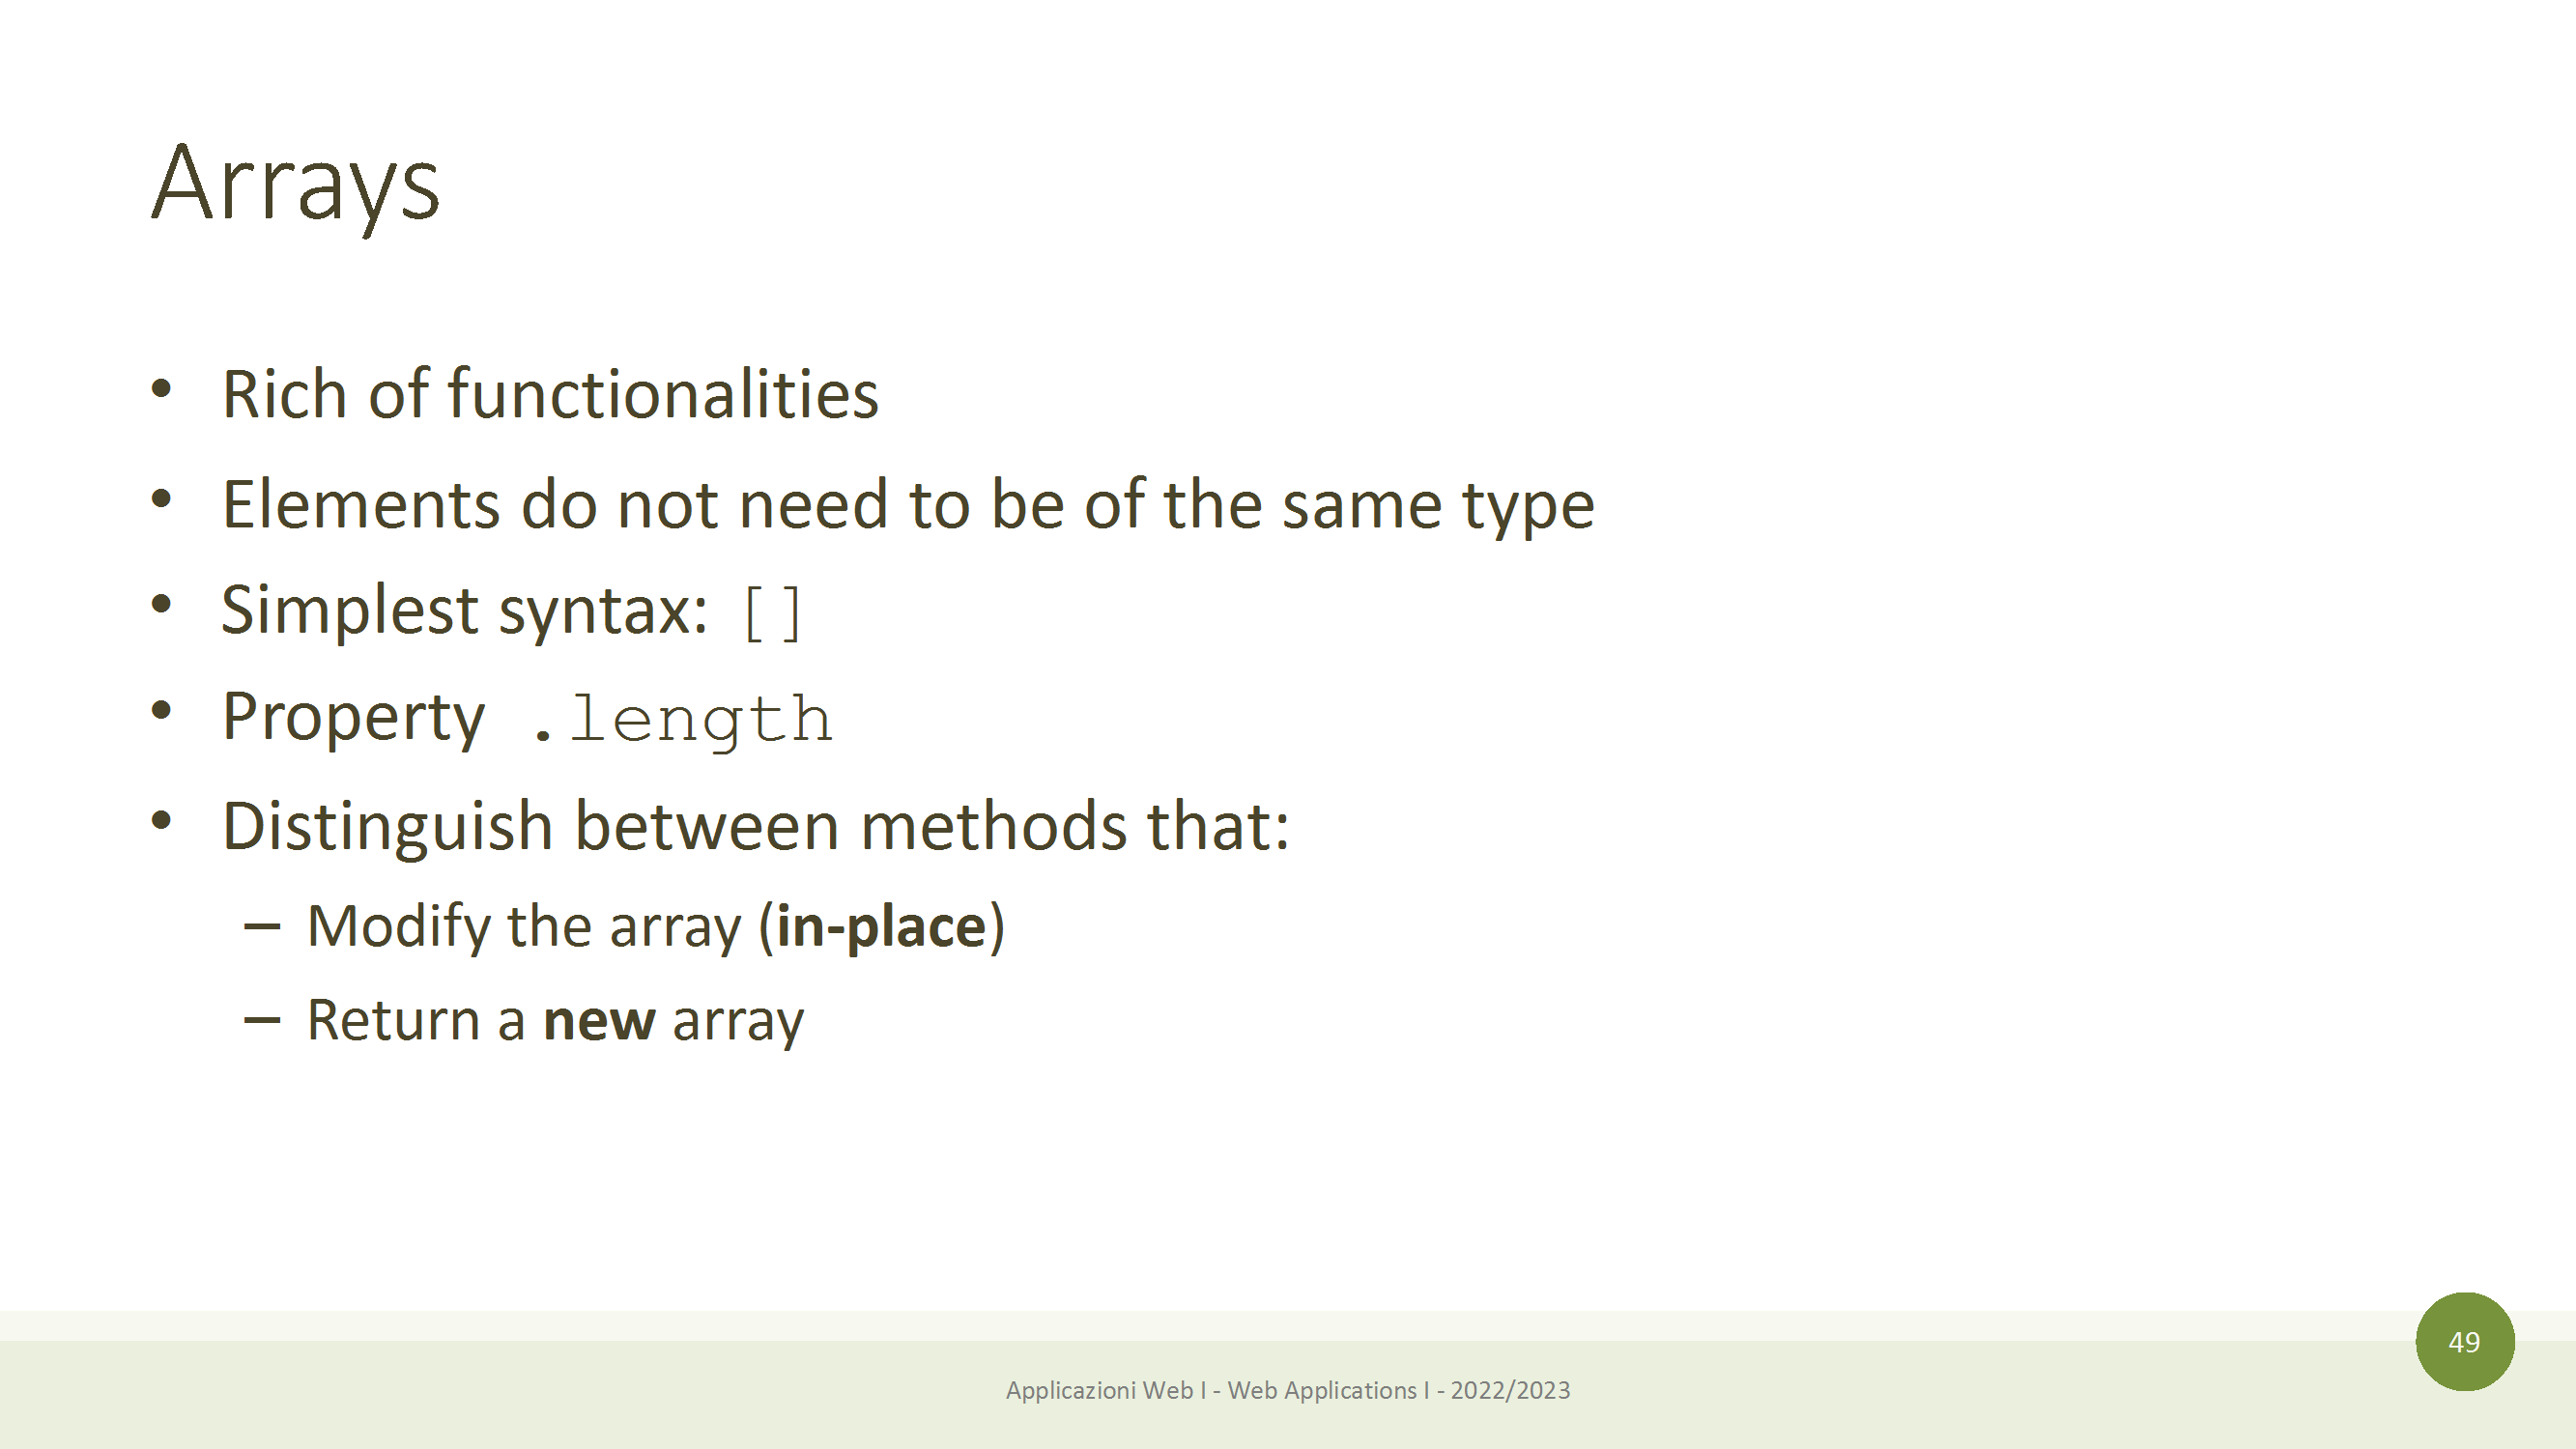 Arrays
• Rich of functionalities
• Elements do not need to be of the same type
• Simplest syntax: []
• Property .length
• Distinguish between methods that:
– Modify the array (in-place)
– Return a new array
49
Applicazioni Web I - Web Applications I - 2022/2023